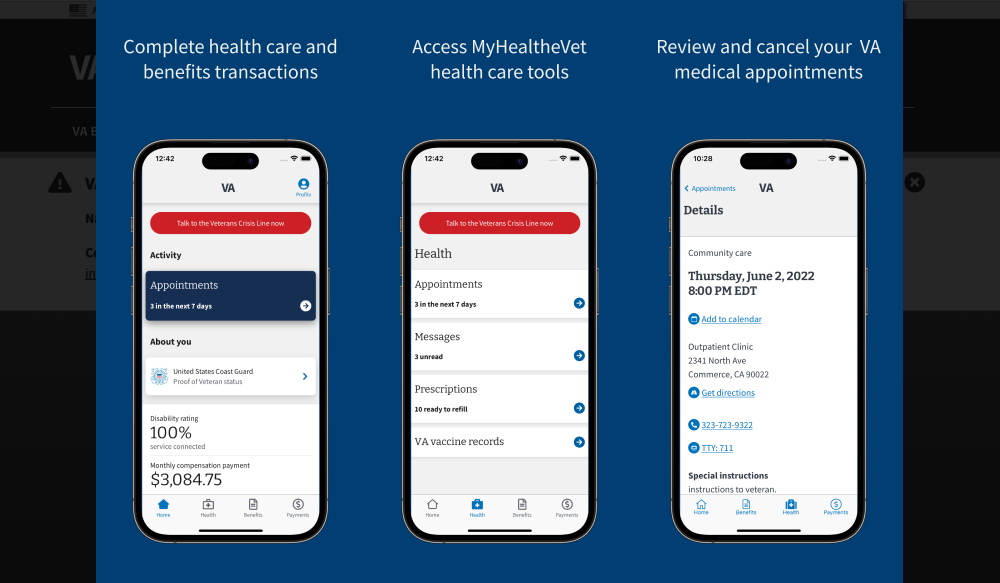 Complete health care and
benefits transactions
12:42
VA
Profile
Talk to the Veterans Crisis Line now
Activity
Appointments
3 in the next 7 days
About you
United States Coast Guard
Proof of Veteran status
Disability rating
100%
service connected
Monthly compensation payment
$3,084.75
Home
Health
Benefits
Payments
Access MyHealtheVet
health care tools
12:42
VA
Talk to the Veterans Crisis Line now
Health
Appointments
3 in the next 7 days
Messages
3 unread
Prescriptions
10 ready to refill
VA vaccine records
Home
Health
Benefits
Payments
Review and cancel your VA
medical appointments
10:28
Appointments
VA
Details
Community care
Thursday, June 2, 2022
8:00 PM EDT
Add to calendar
Outpatient Clinic
2341 North Ave
Commerce, CA 90022
Get directions
323-723-9322
TTY: 711
Special instructions
instructions to veteran.
Home
Benefits
Health
Payments
VA